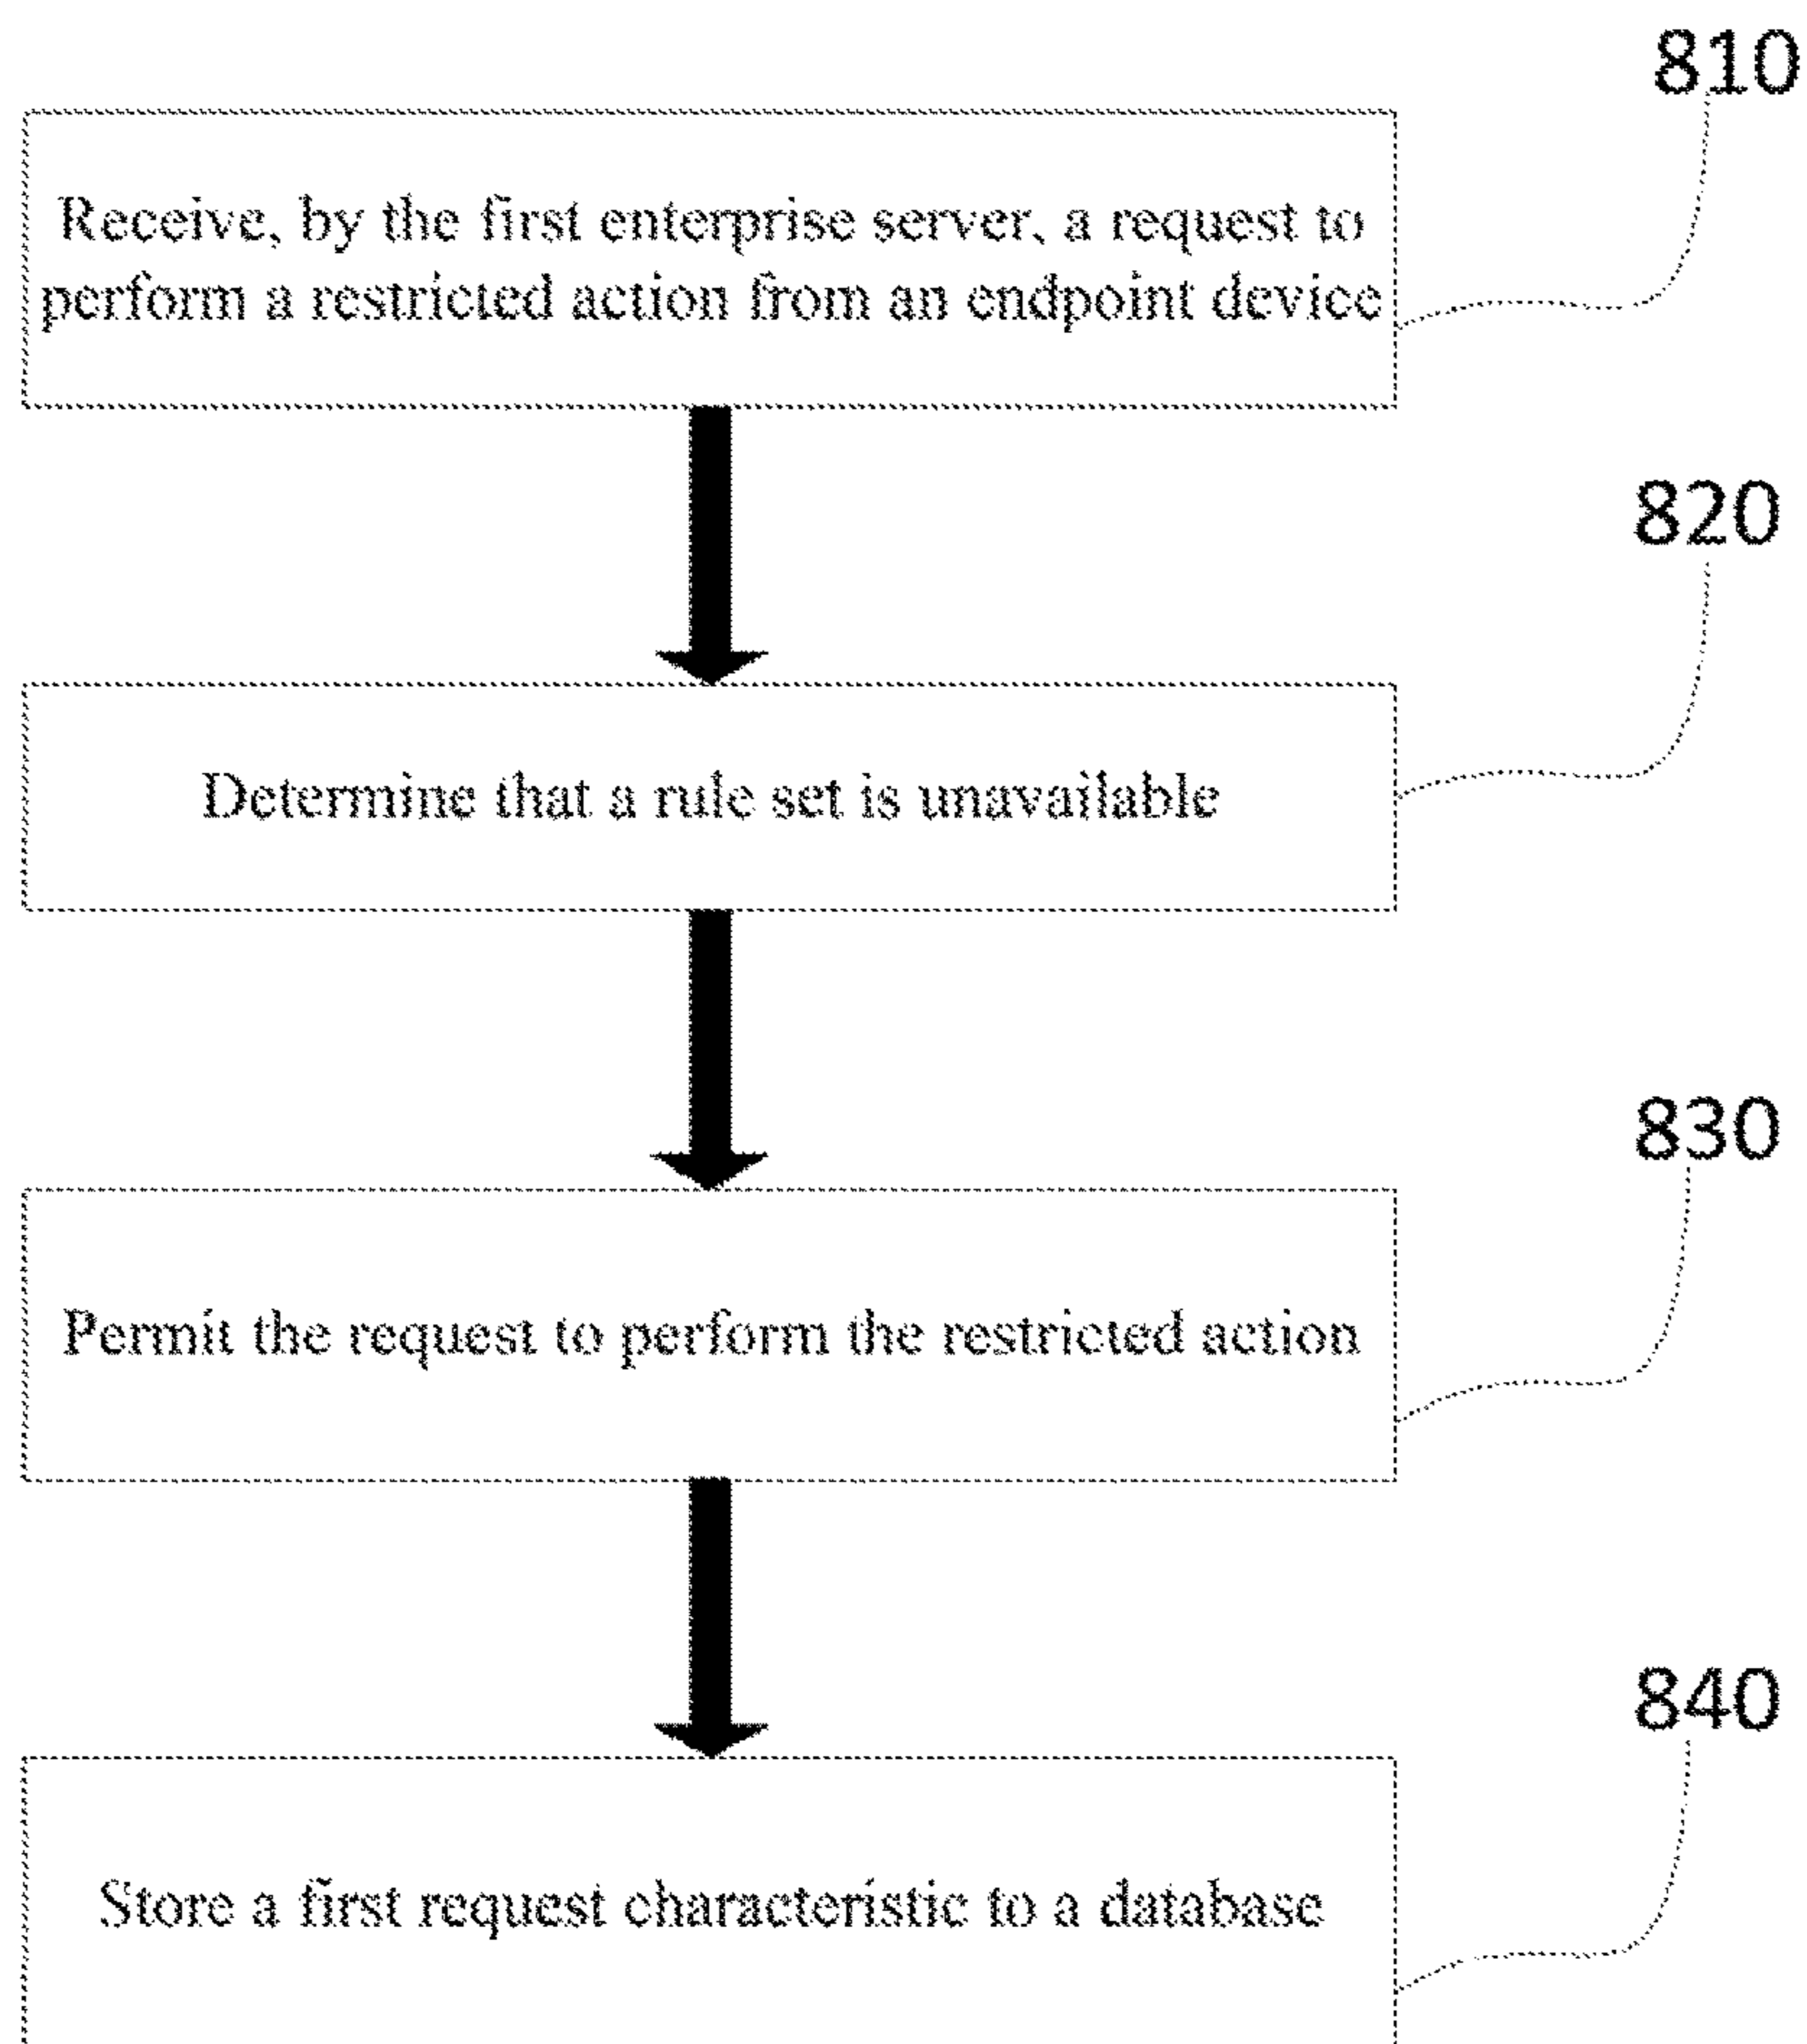 810
Receive, by the first enterprise server, a request to
perform a restricted action from an endpoint device
820
Determine that a rule set is unavailable
830
Permit the request to perform the restricted action
840
Store a first request characteristic to a database